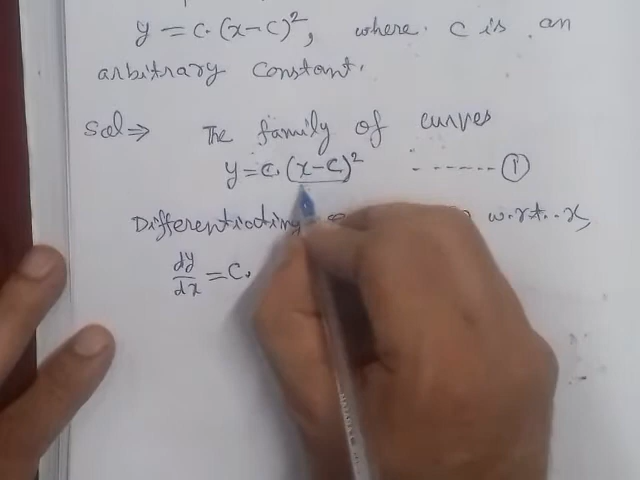 y = c. (x-c)², where. c is an
arbitrary constant.
Sol⇒ The family of curves
y=c.(x-c)² -------①
Differentiating w.r.t. x,
dy/dx = c.